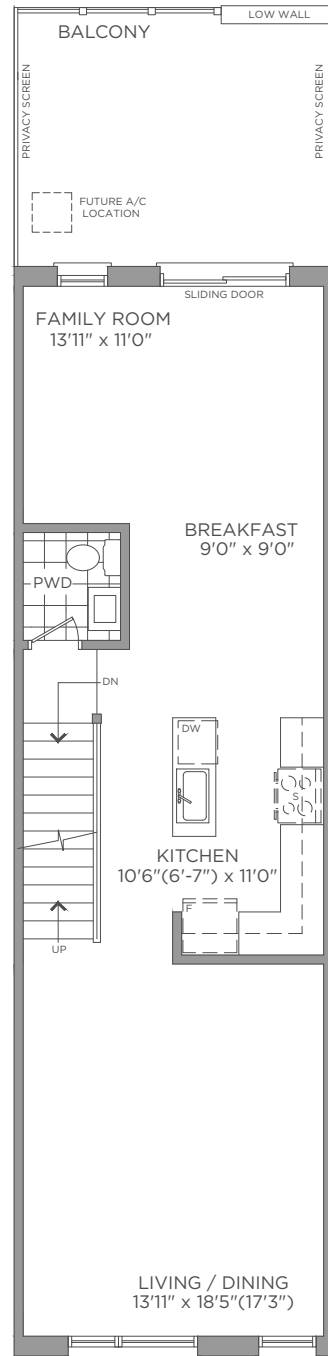 LOW WALL
BALCONY
PRIVACY SCREEN
PRIVACY SCREEN
FUTURE A/C
LOCATION
SLIDING DOOR
FAMILY ROOM
13'11" x 11'0"
BREAKFAST
9'0" x 9'0"
PWD
DN
DW
S
KITCHEN
10'6"(6'-7") x 11'0"
F
UP
LIVING / DINING
13'11" x 18'5"(17'3")